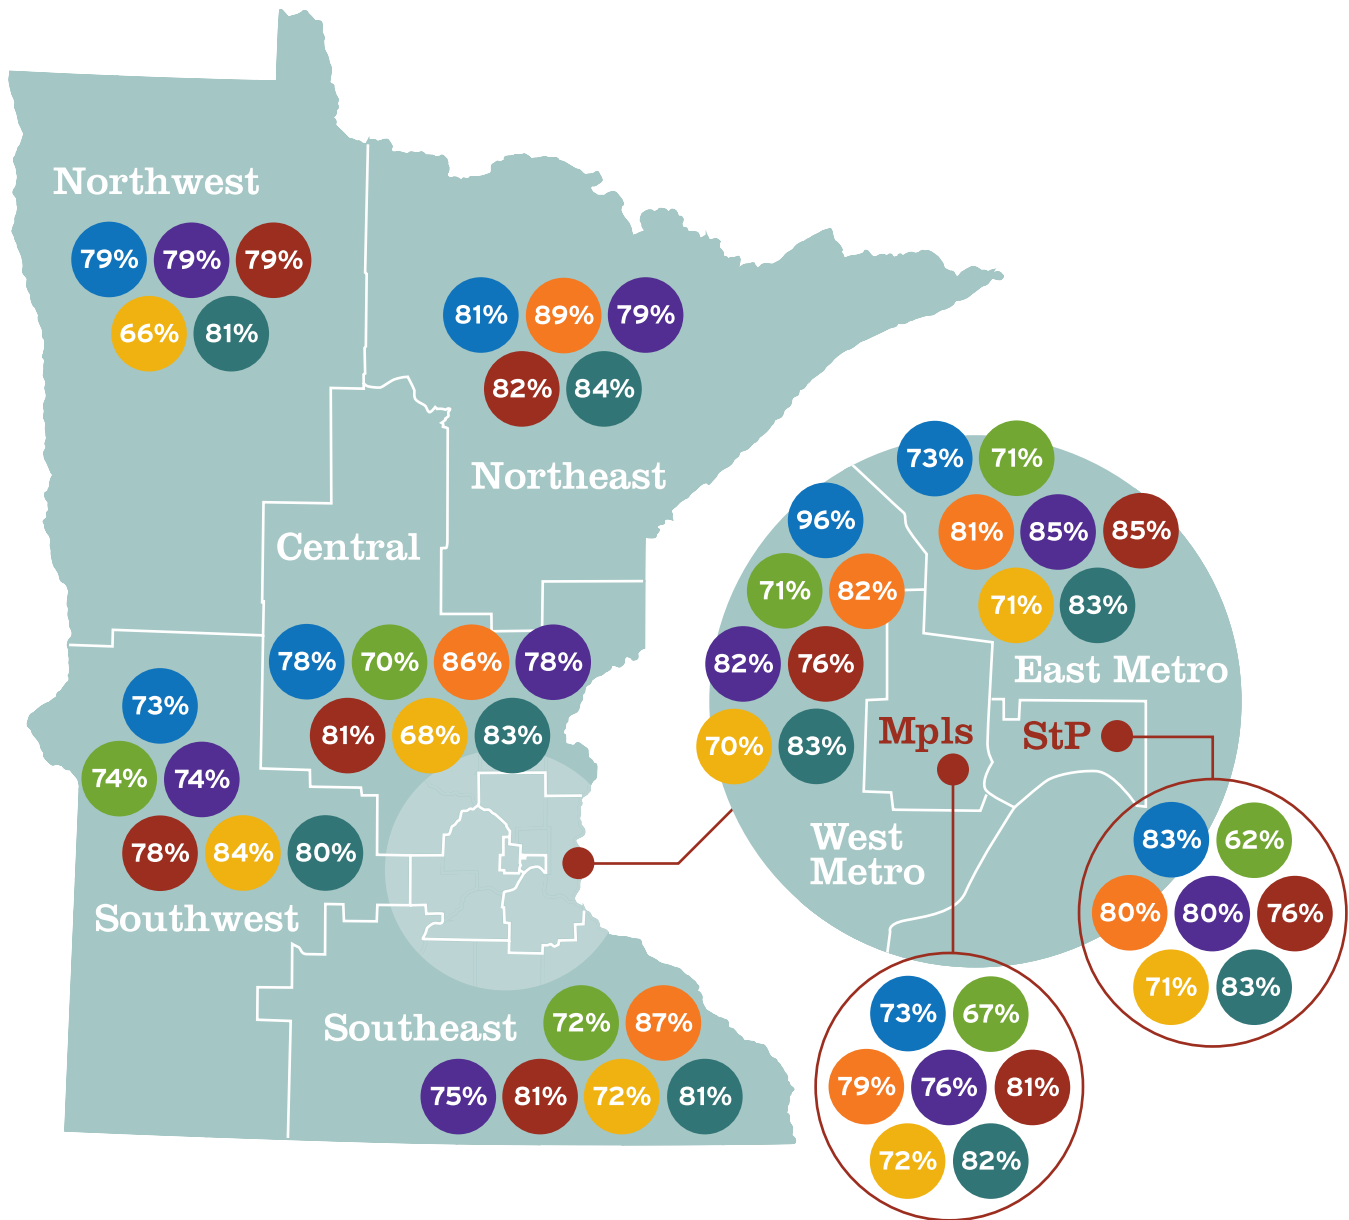 Northwest
79% 79% 79%
66% 81%
81% 89% 79%
82% 84%
Northeast
Central
78% 70% 86% 78%
81% 68% 83%
73%
74% 74%
78% 84% 80%
Southwest
Southeast
72% 87%
75% 81% 72% 81%
73% 71%
81% 85% 85%
71% 83%
East Metro
96%
71% 82%
82% 76%
70% 83%
West
Metro
Mpls
StP
83% 62%
80% 80% 76%
71% 83%
73% 67%
79% 76% 81%
72% 82%